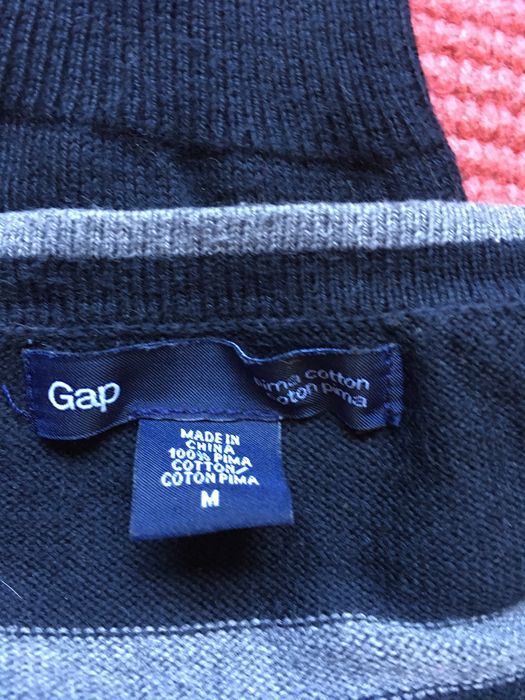 Gap
pima cotton
coton pima
MADE IN
CHINA
100% PIMA
COTTON/
COTON PIMA
M